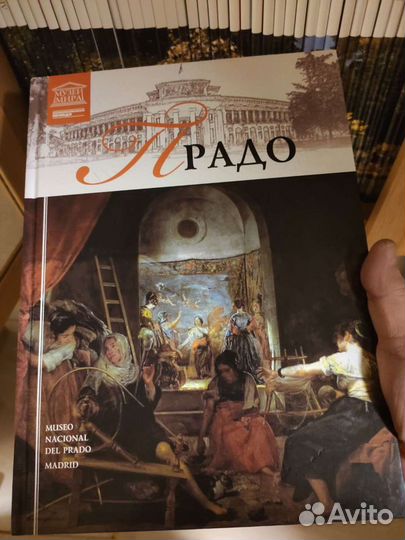 МУЗЕИ
МИРА
ПРАДО
MUSEO
NACIONAL
DEL PRADO
MADRID
Avito